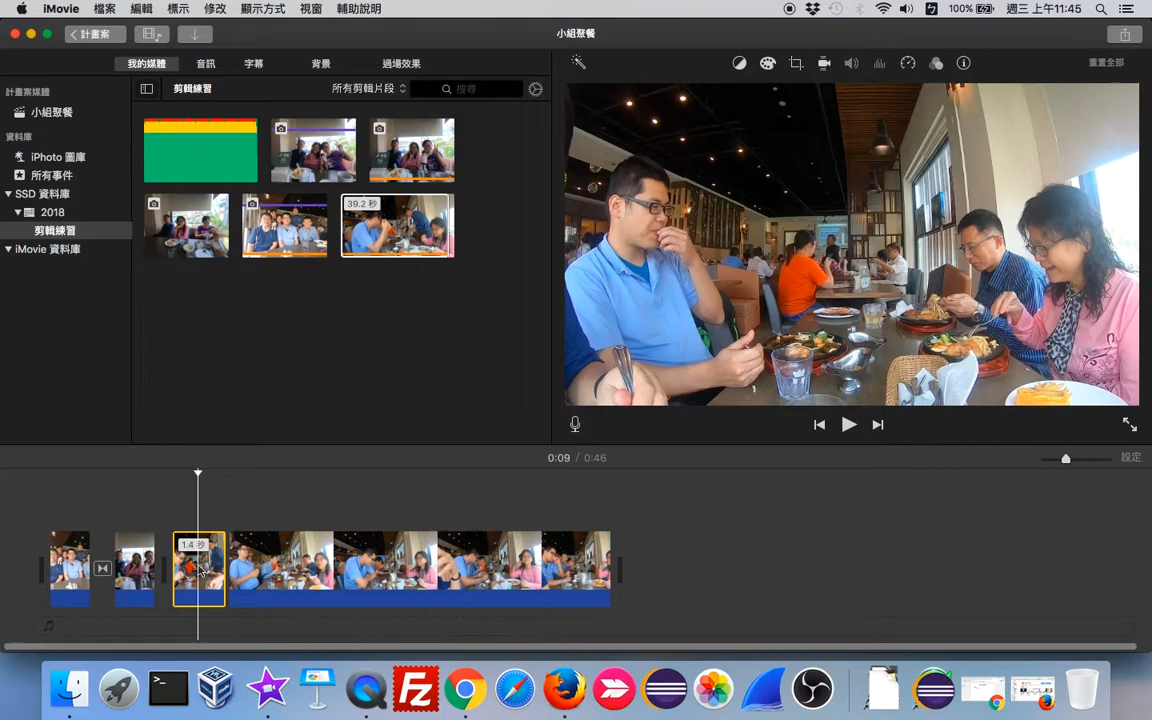 iMovie 檔案 編輯 標示 修改 顯示方式 視窗 輔助說明 100% 週三上午11:45
計畫案 小組聚餐
我的媒體 音訊 字幕 背景 過場效果
重置全部
計畫案媒體
小組聚餐
資料庫
iPhoto 圖庫
所有事件
SSD 資料庫
2018
剪輯練習
iMovie 資料庫
剪輯練習 所有剪輯片段 搜尋
39.2 秒
0:09 / 0:46 設定
1.4 秒